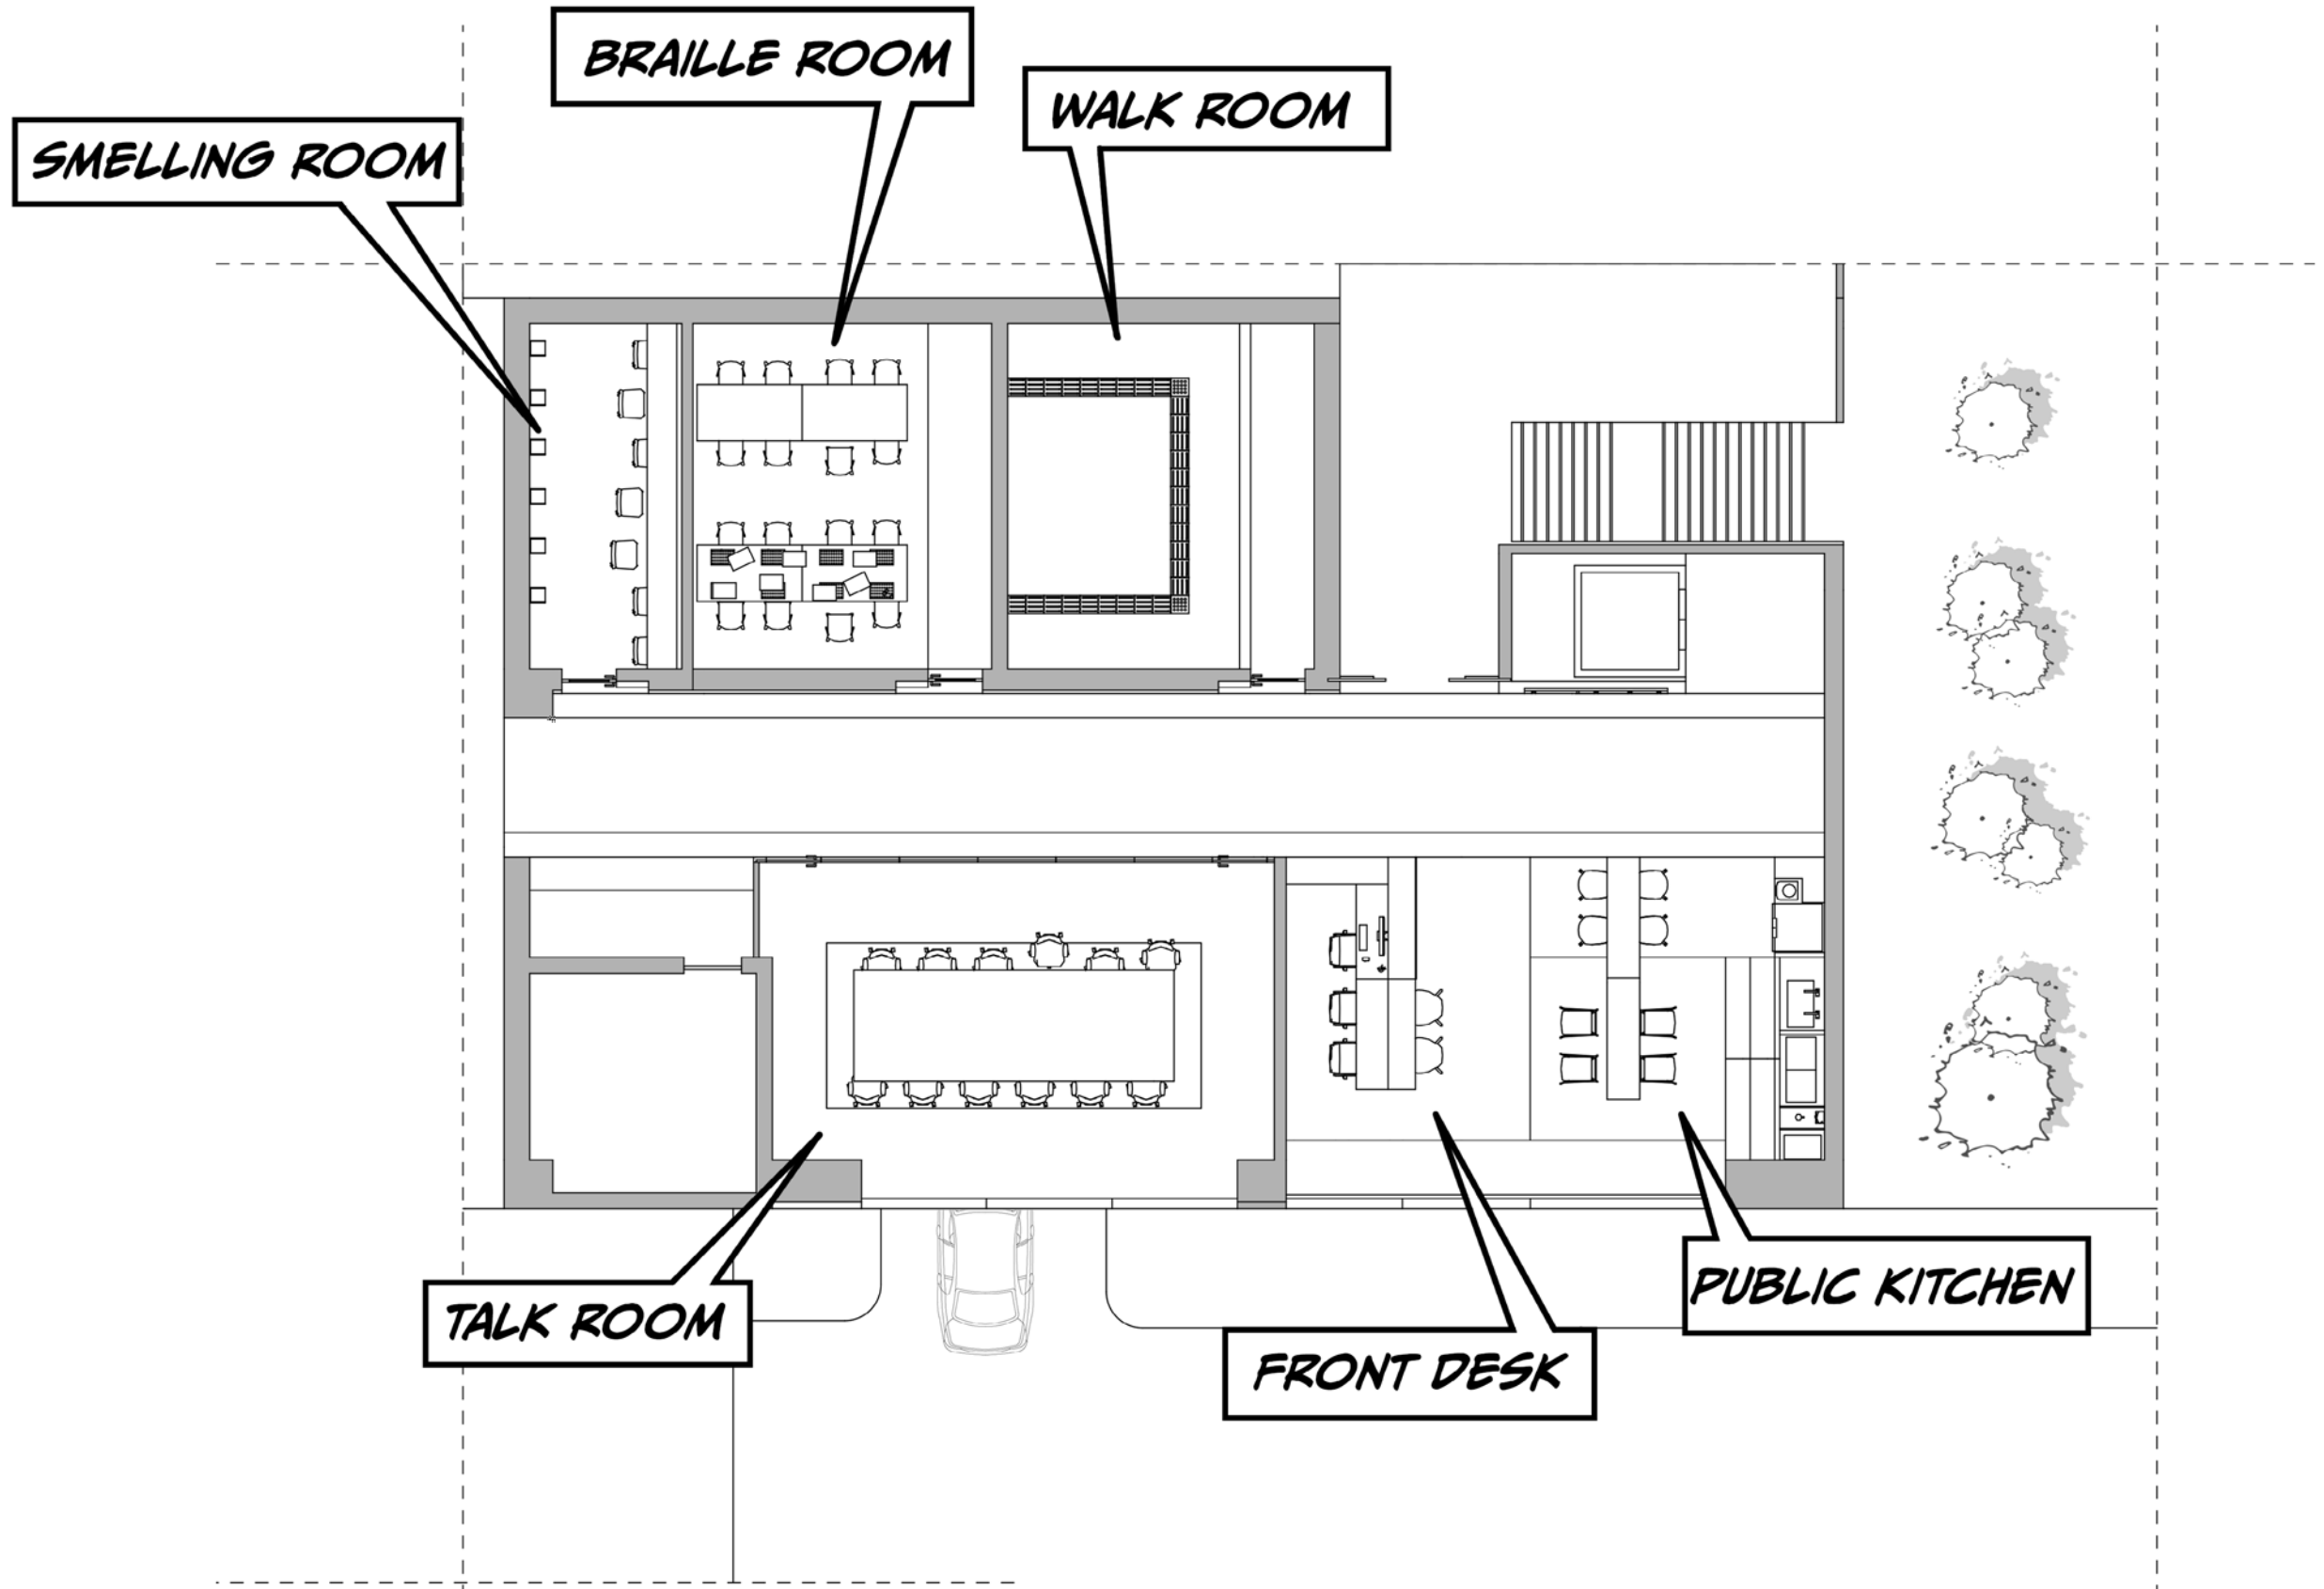 BRAILLE ROOM
WALK ROOM
SMELLING ROOM
PUBLIC KITCHEN
TALK ROOM
FRONT DESK